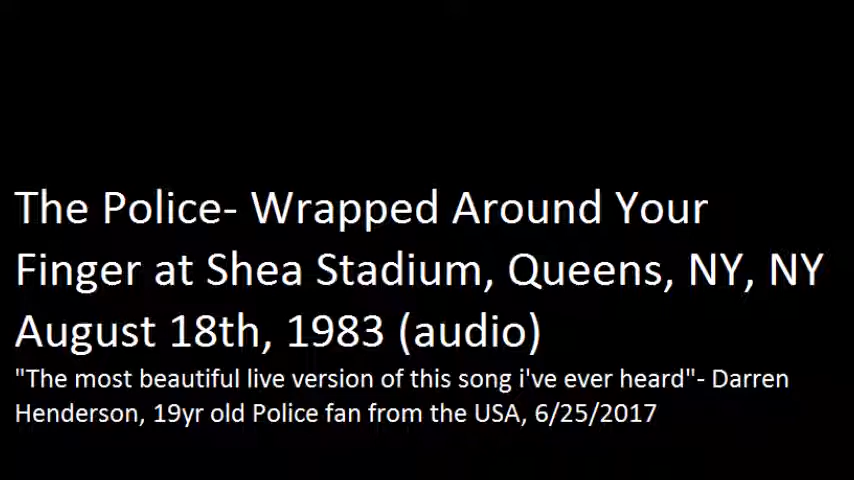 The Police- Wrapped Around Your
Finger at Shea Stadium, Queens, NY, NY
August 18th, 1983 (audio)
"The most beautiful live version of this song i've ever heard"- Darren
Henderson, 19yr old Police fan from the USA, 6/25/2017